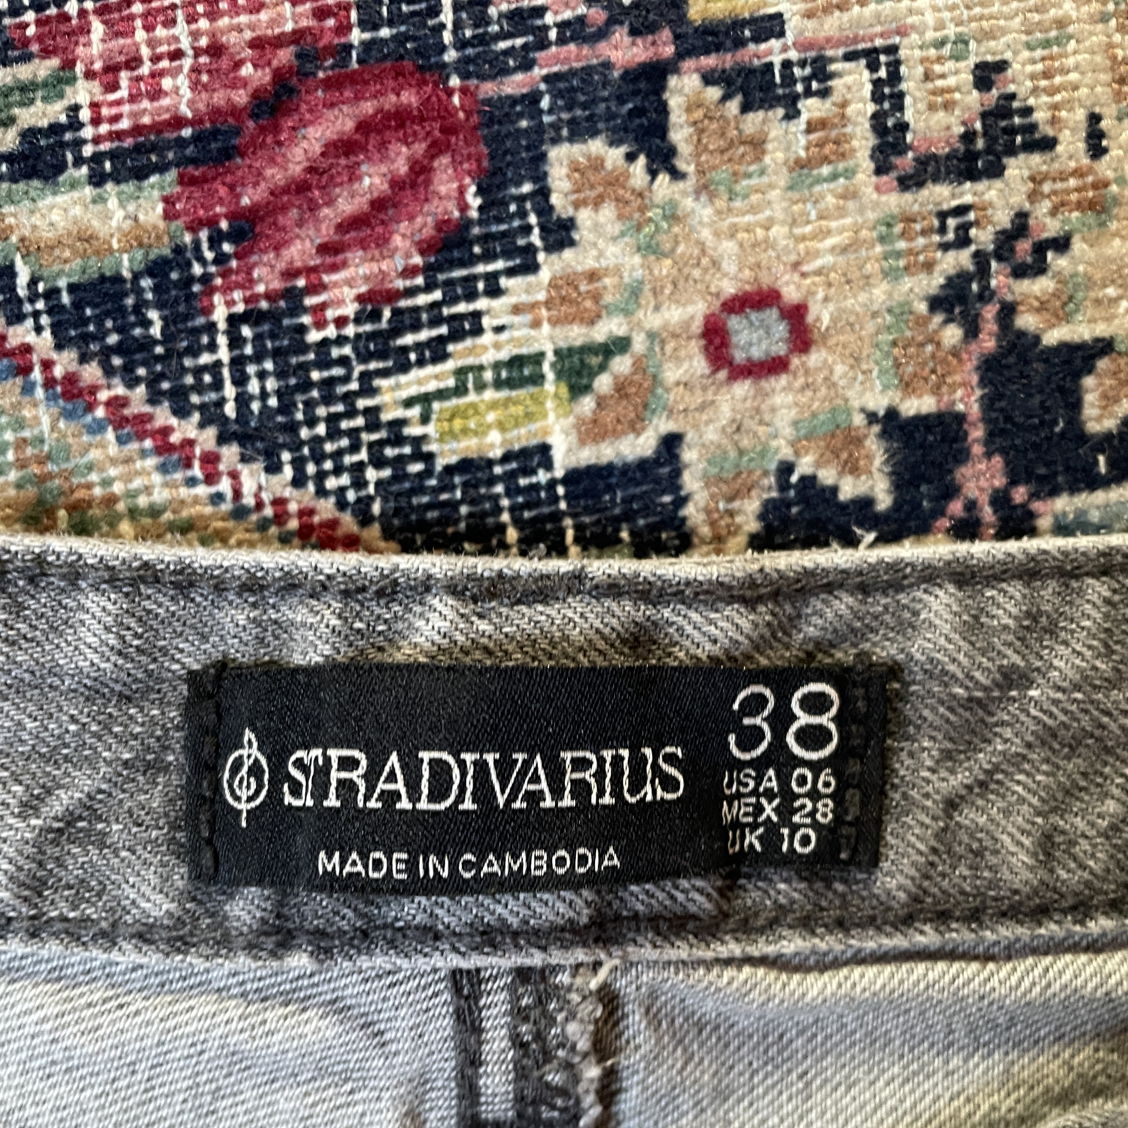 STRADIVARIUS
MADE IN CAMBODIA
38
USA 06
MEX 28
UK 10